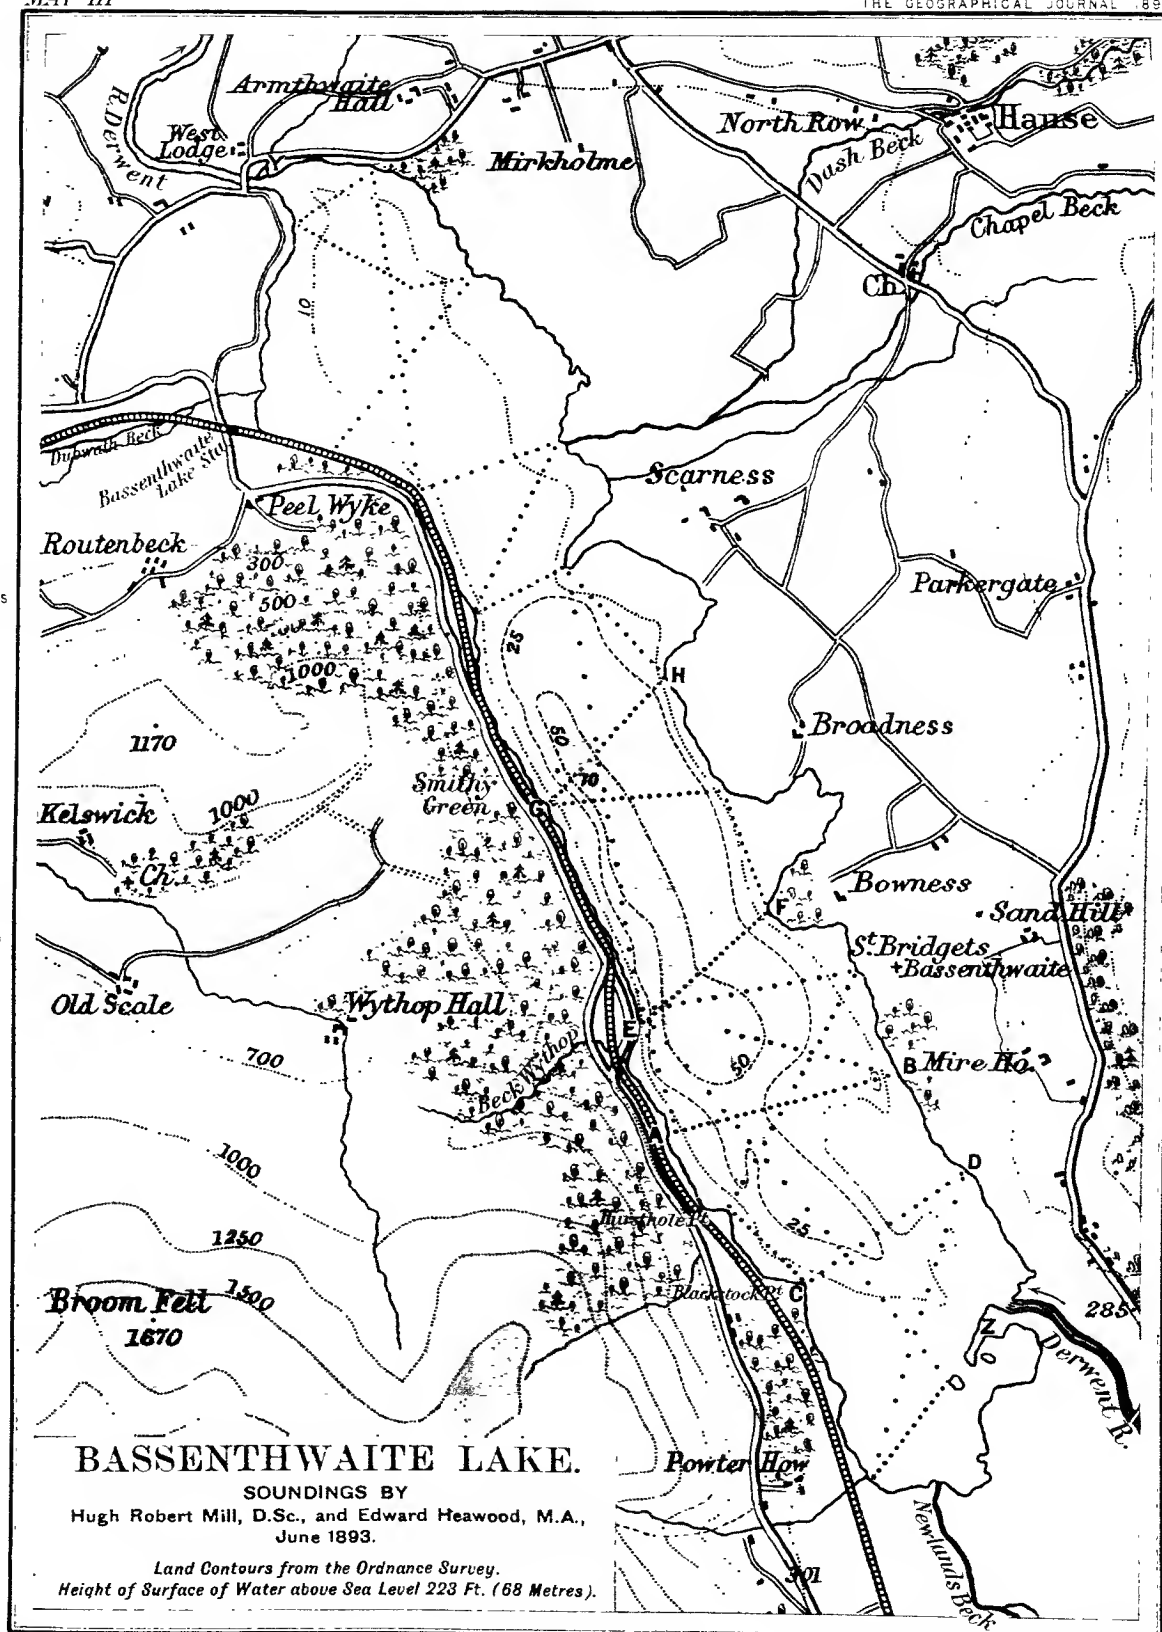 THE GEOGRAPHICAL JOURNAL 189
Armthwaite
Hall
R. Derwent
West
Lodge
Mirkholme
North Row
Hause
Dash Beck
Chapel Beck
Ch.
10
Dubwath Beck
Bassenthwaite
Lake Sta.
Peel Wyke
Scarness
Routenbeck
300
500
1000
25
Parkergate
H
1170
50
Broadness
70
Smithy
Green
G
Kelswick
1000
Ch.
F
Bowness
Sand Hill
St. Bridgets
Bassenthwaite
Old Scale
Wythop Hall
E
700
Beck Wythop
50
B
Mire Ho.
A
1000
D
25
1250
Blackstock Pt
C
Broom Fell
1500
1670
285
Z
Derwent R.
Powter How
301
Newlands Beck
BASSENTHWAITE LAKE.
SOUNDINGS BY
Hugh Robert Mill, D.Sc., and Edward Heawood, M.A.,
June 1893.
Land Contours from the Ordnance Survey.
Height of Surface of Water above Sea Level 223 Ft. (68 Metres).